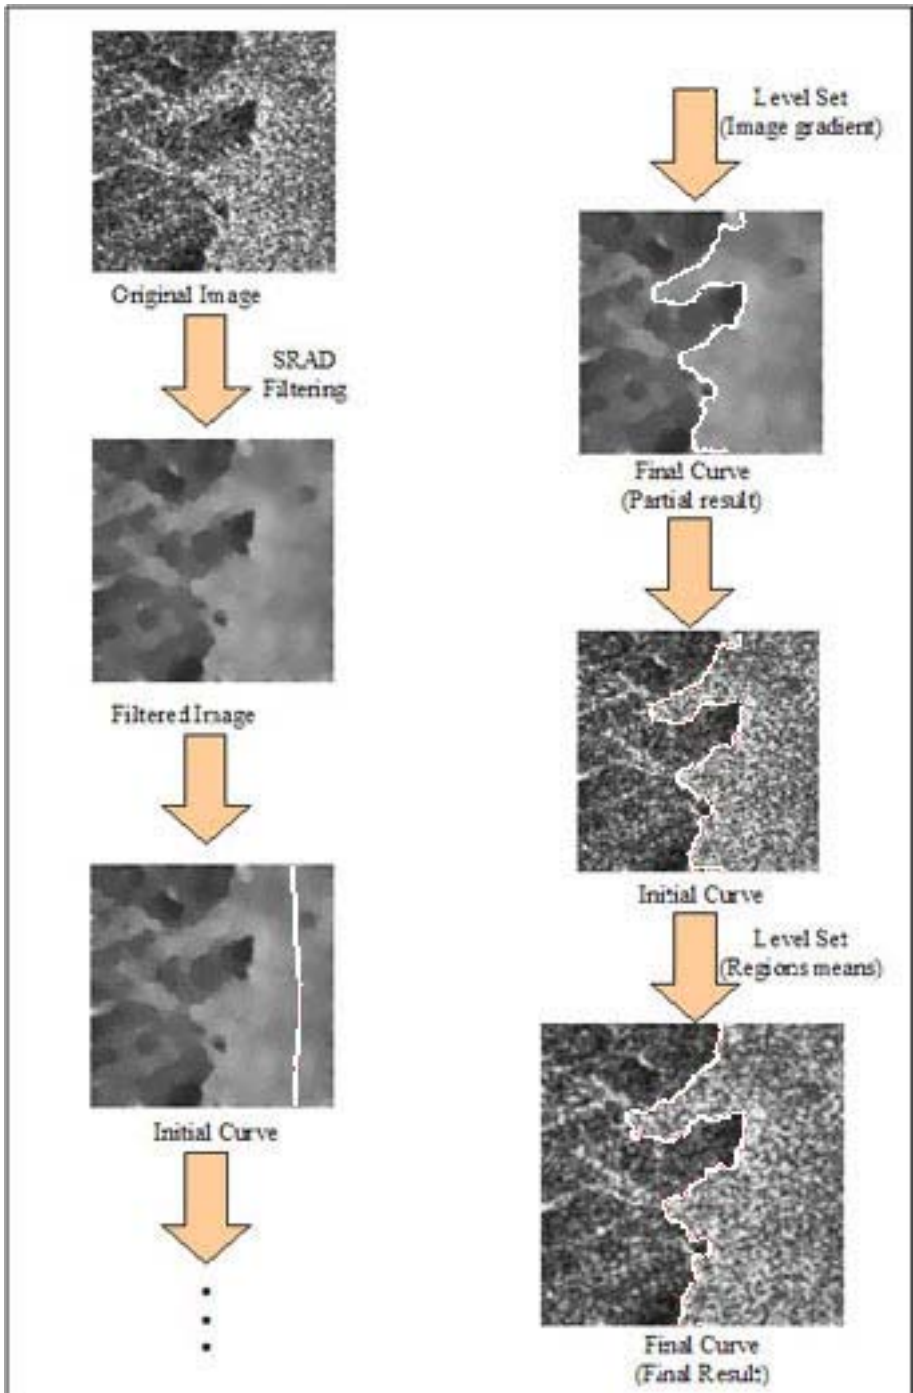 Original Image
SRAD
Filtering
Filtered Image
Initial Curve
Level Set
(Image gradient)
Final Curve
(Partial result)
Initial Curve
Level Set
(Regions means)
Final Curve
(Final Result)